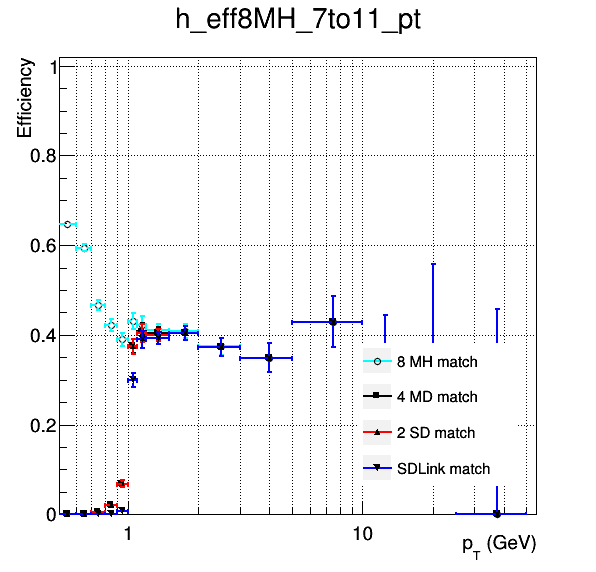 h_eff8MH_7to11_pt
Efficiency
1
0.8
0.6
0.4
0.2
0
8 MH match
4 MD match
2 SD match
SDLink match
1
10
p_T (GeV)